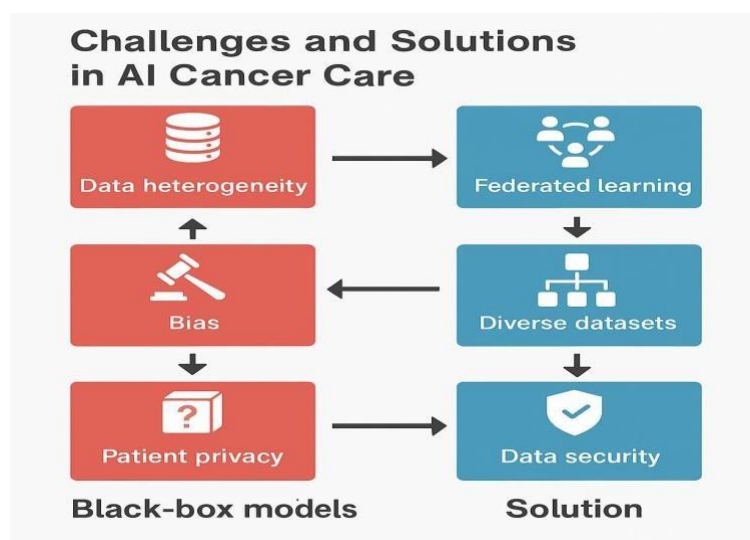 Challenges and Solutions
in AI Cancer Care
Data heterogeneity
Federated learning
Bias
Diverse datasets
?
Patient privacy
Data security
Black-box models
Solution